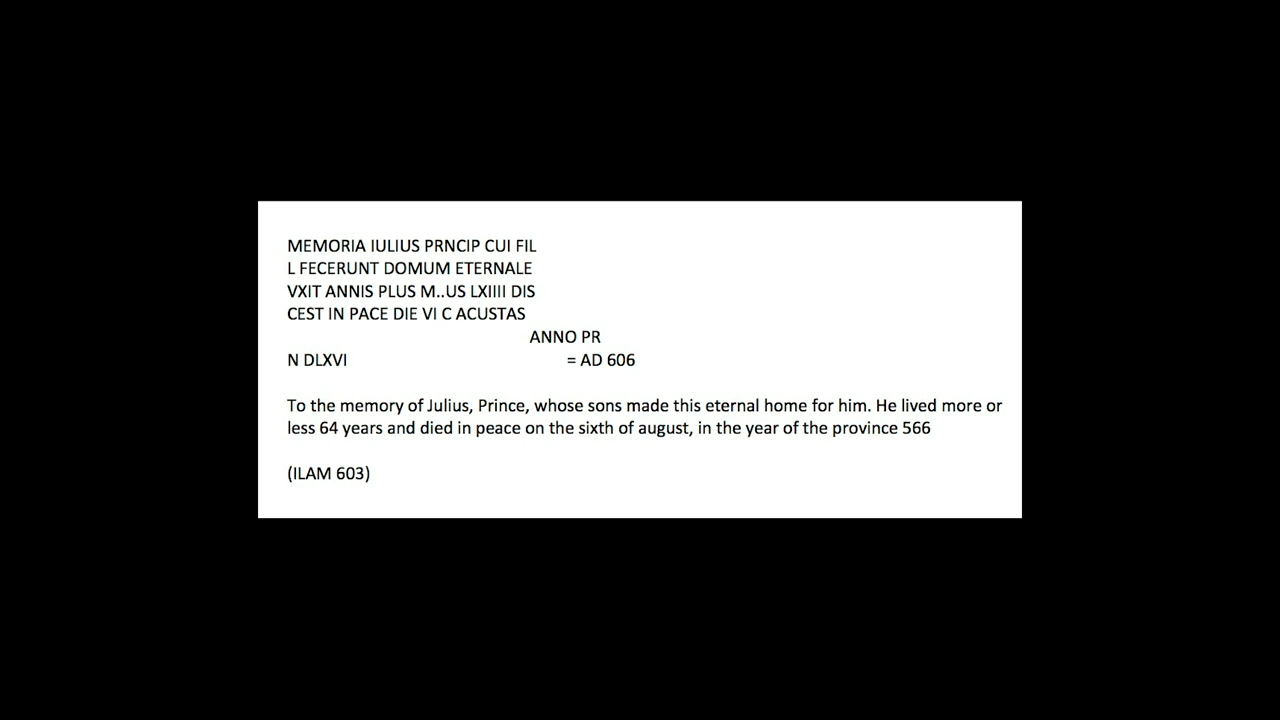 MEMORIA IULIUS PRNCIP CUI FIL
L FECERUNT DOMUM ETERNALE
VXIT ANNIS PLUS M..US LXIIII DIS
CEST IN PACE DIE VI C ACUSTAS
ANNO PR
N DLXVI = AD 606
To the memory of Julius, Prince, whose sons made this eternal home for him. He lived more or
less 64 years and died in peace on the sixth of august, in the year of the province 566
(ILAM 603)